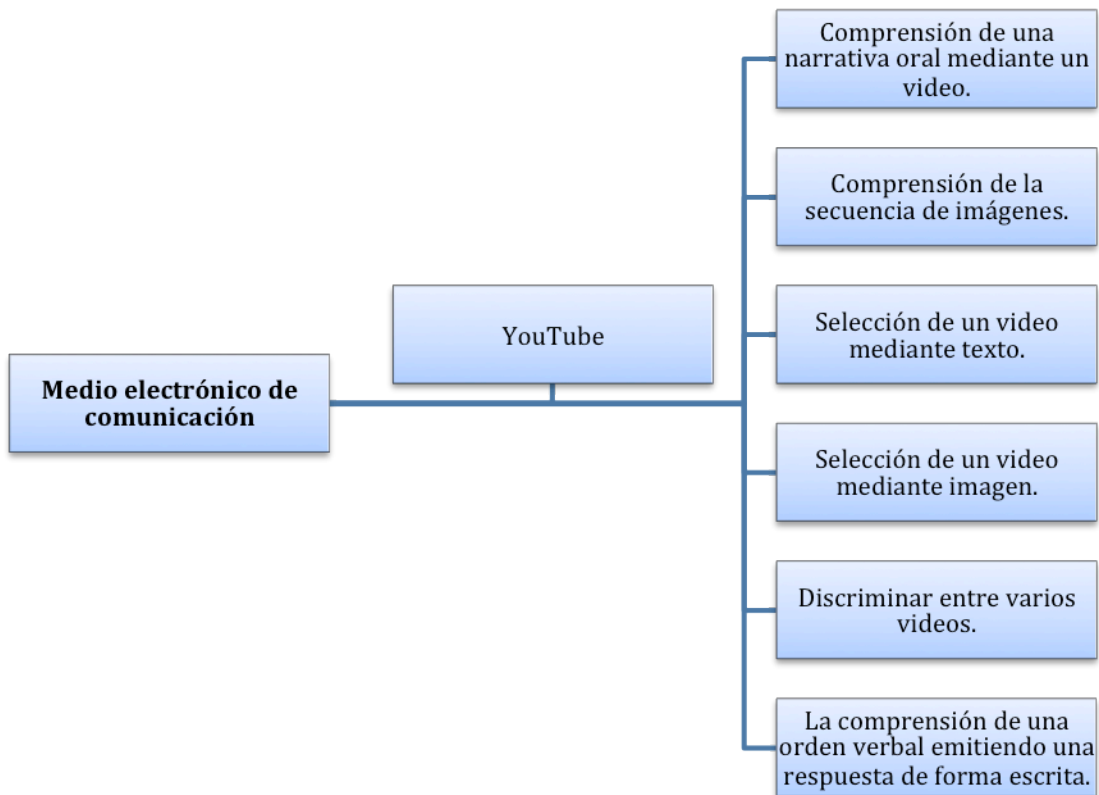 Medio electrónico de
comunicación
YouTube
Comprensión de una
narrativa oral mediante un
video.
Comprensión de la
secuencia de imágenes.
Selección de un video
mediante texto.
Selección de un video
mediante imagen.
Discriminar entre varios
videos.
La comprensión de una
orden verbal emitiendo una
respuesta de forma escrita.